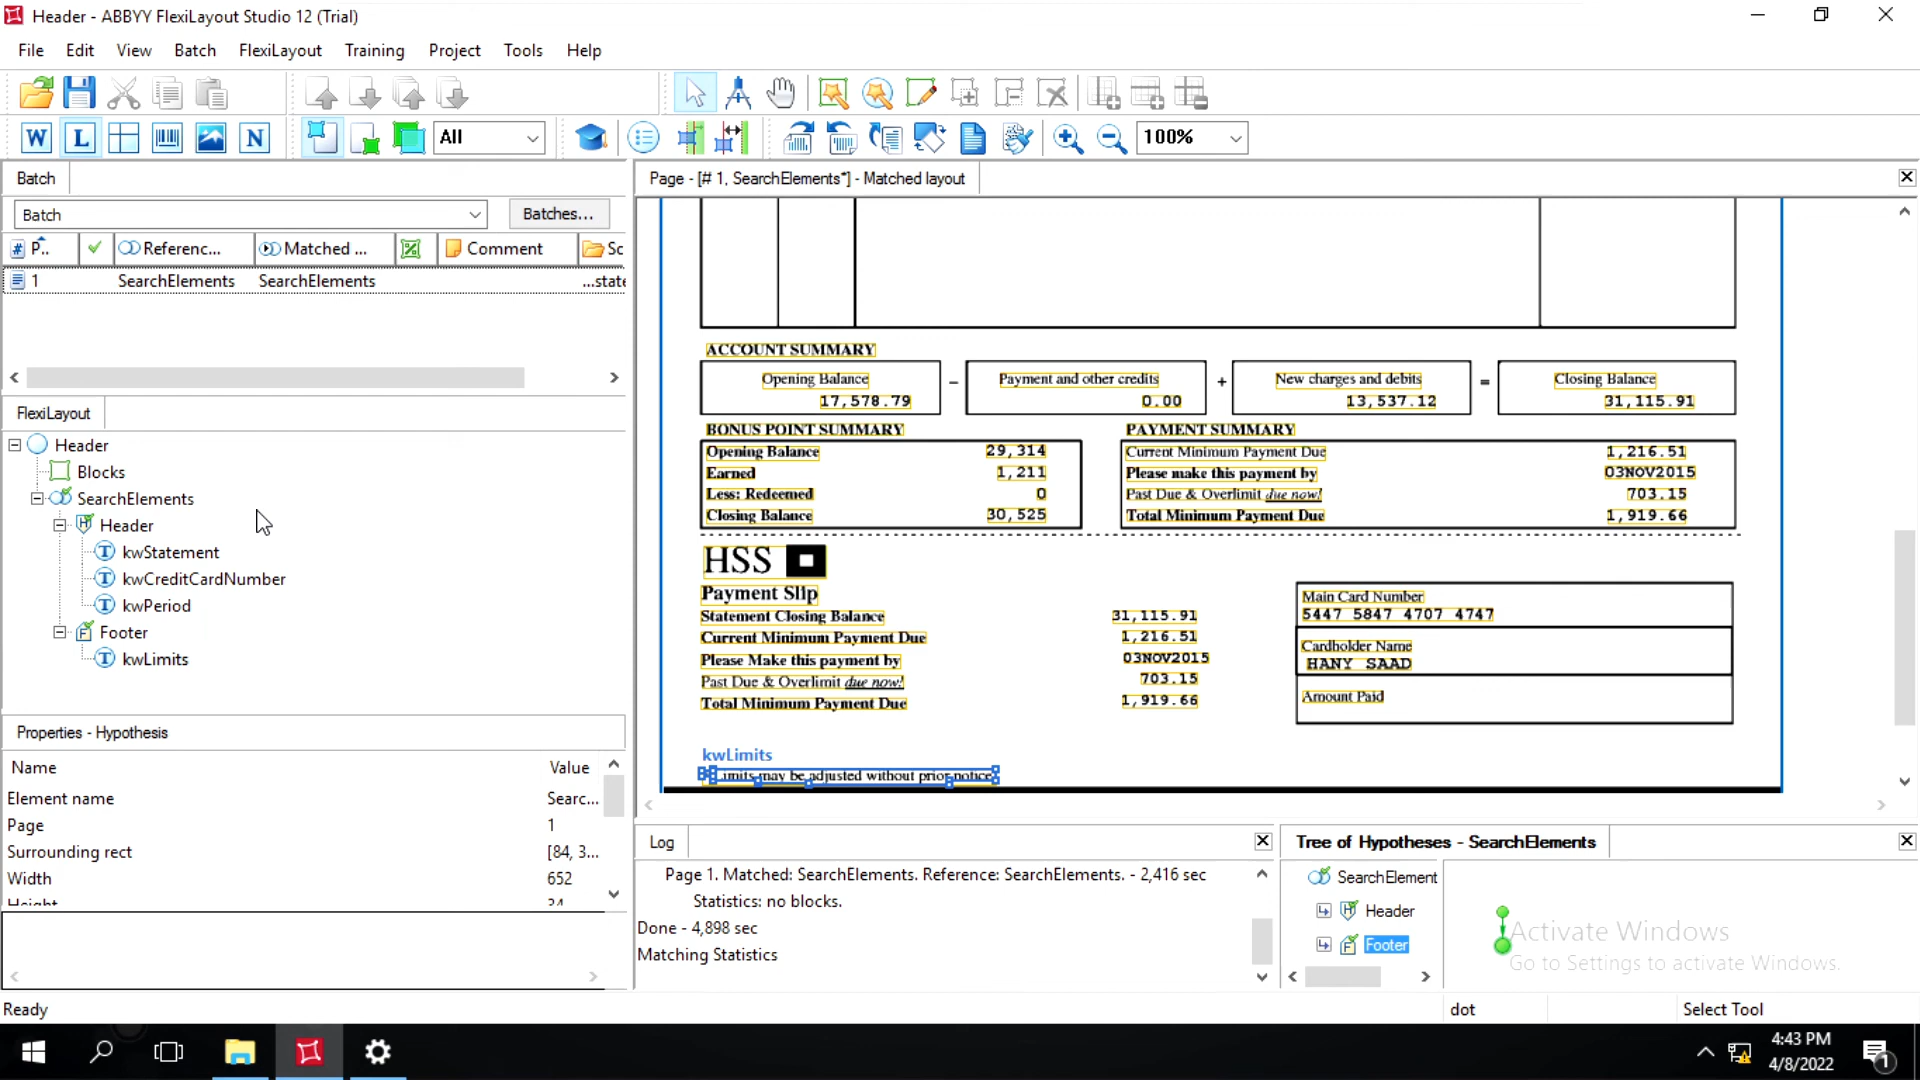 Header - ABBYY FlexiLayout Studio 12 (Trial)
File Edit View Batch FlexiLayout Training Project Tools Help
W L N All 100%
Batch
Page - [# 1, SearchElements*] - Matched layout
Batch Batches...
# P.. Referenc... Matched ... Comment Sc
1 SearchElements SearchElements ...state
FlexiLayout
Header
Blocks
SearchElements
Header
kwStatement
kwCreditCardNumber
kwPeriod
Footer
kwLimits
Properties - Hypothesis
Name Value
Element name Searc...
Page 1
Surrounding rect [84, 3...
Width 652
Height 34
ACCOUNT SUMMARY
Opening Balance - Payment and other credits + New charges and debits = Closing Balance
17,578.79 0.00 13,537.12 31,115.91
BONUS POINT SUMMARY PAYMENT SUMMARY
Opening Balance 29,314 Current Minimum Payment Due 1,216.51
Earned 1,211 Please make this payment by 03NOV2015
Less: Redeemed 0 Past Due & Overlimit due now! 703.15
Closing Balance 30,525 Total Minimum Payment Due 1,919.66
HSS
Payment Slip
Statement Closing Balance 31,115.91
Current Minimum Payment Due 1,216.51
Please Make this payment by 03NOV2015
Past Due & Overlimit due now! 703.15
Total Minimum Payment Due 1,919.66
Main Card Number
5447 5847 4707 4747
Cardholder Name
HANY SAAD
Amount Paid
kwLimits
Limits may be adjusted without prior notice
Log
Page 1. Matched: SearchElements. Reference: SearchElements. - 2,416 sec
Statistics: no blocks.
Done - 4,898 sec
Matching Statistics
Tree of Hypotheses - SearchElements
SearchElement
Header
Footer
Activate Windows
Go to Settings to activate Windows.
Ready dot Select Tool
4:43 PM
4/8/2022
1